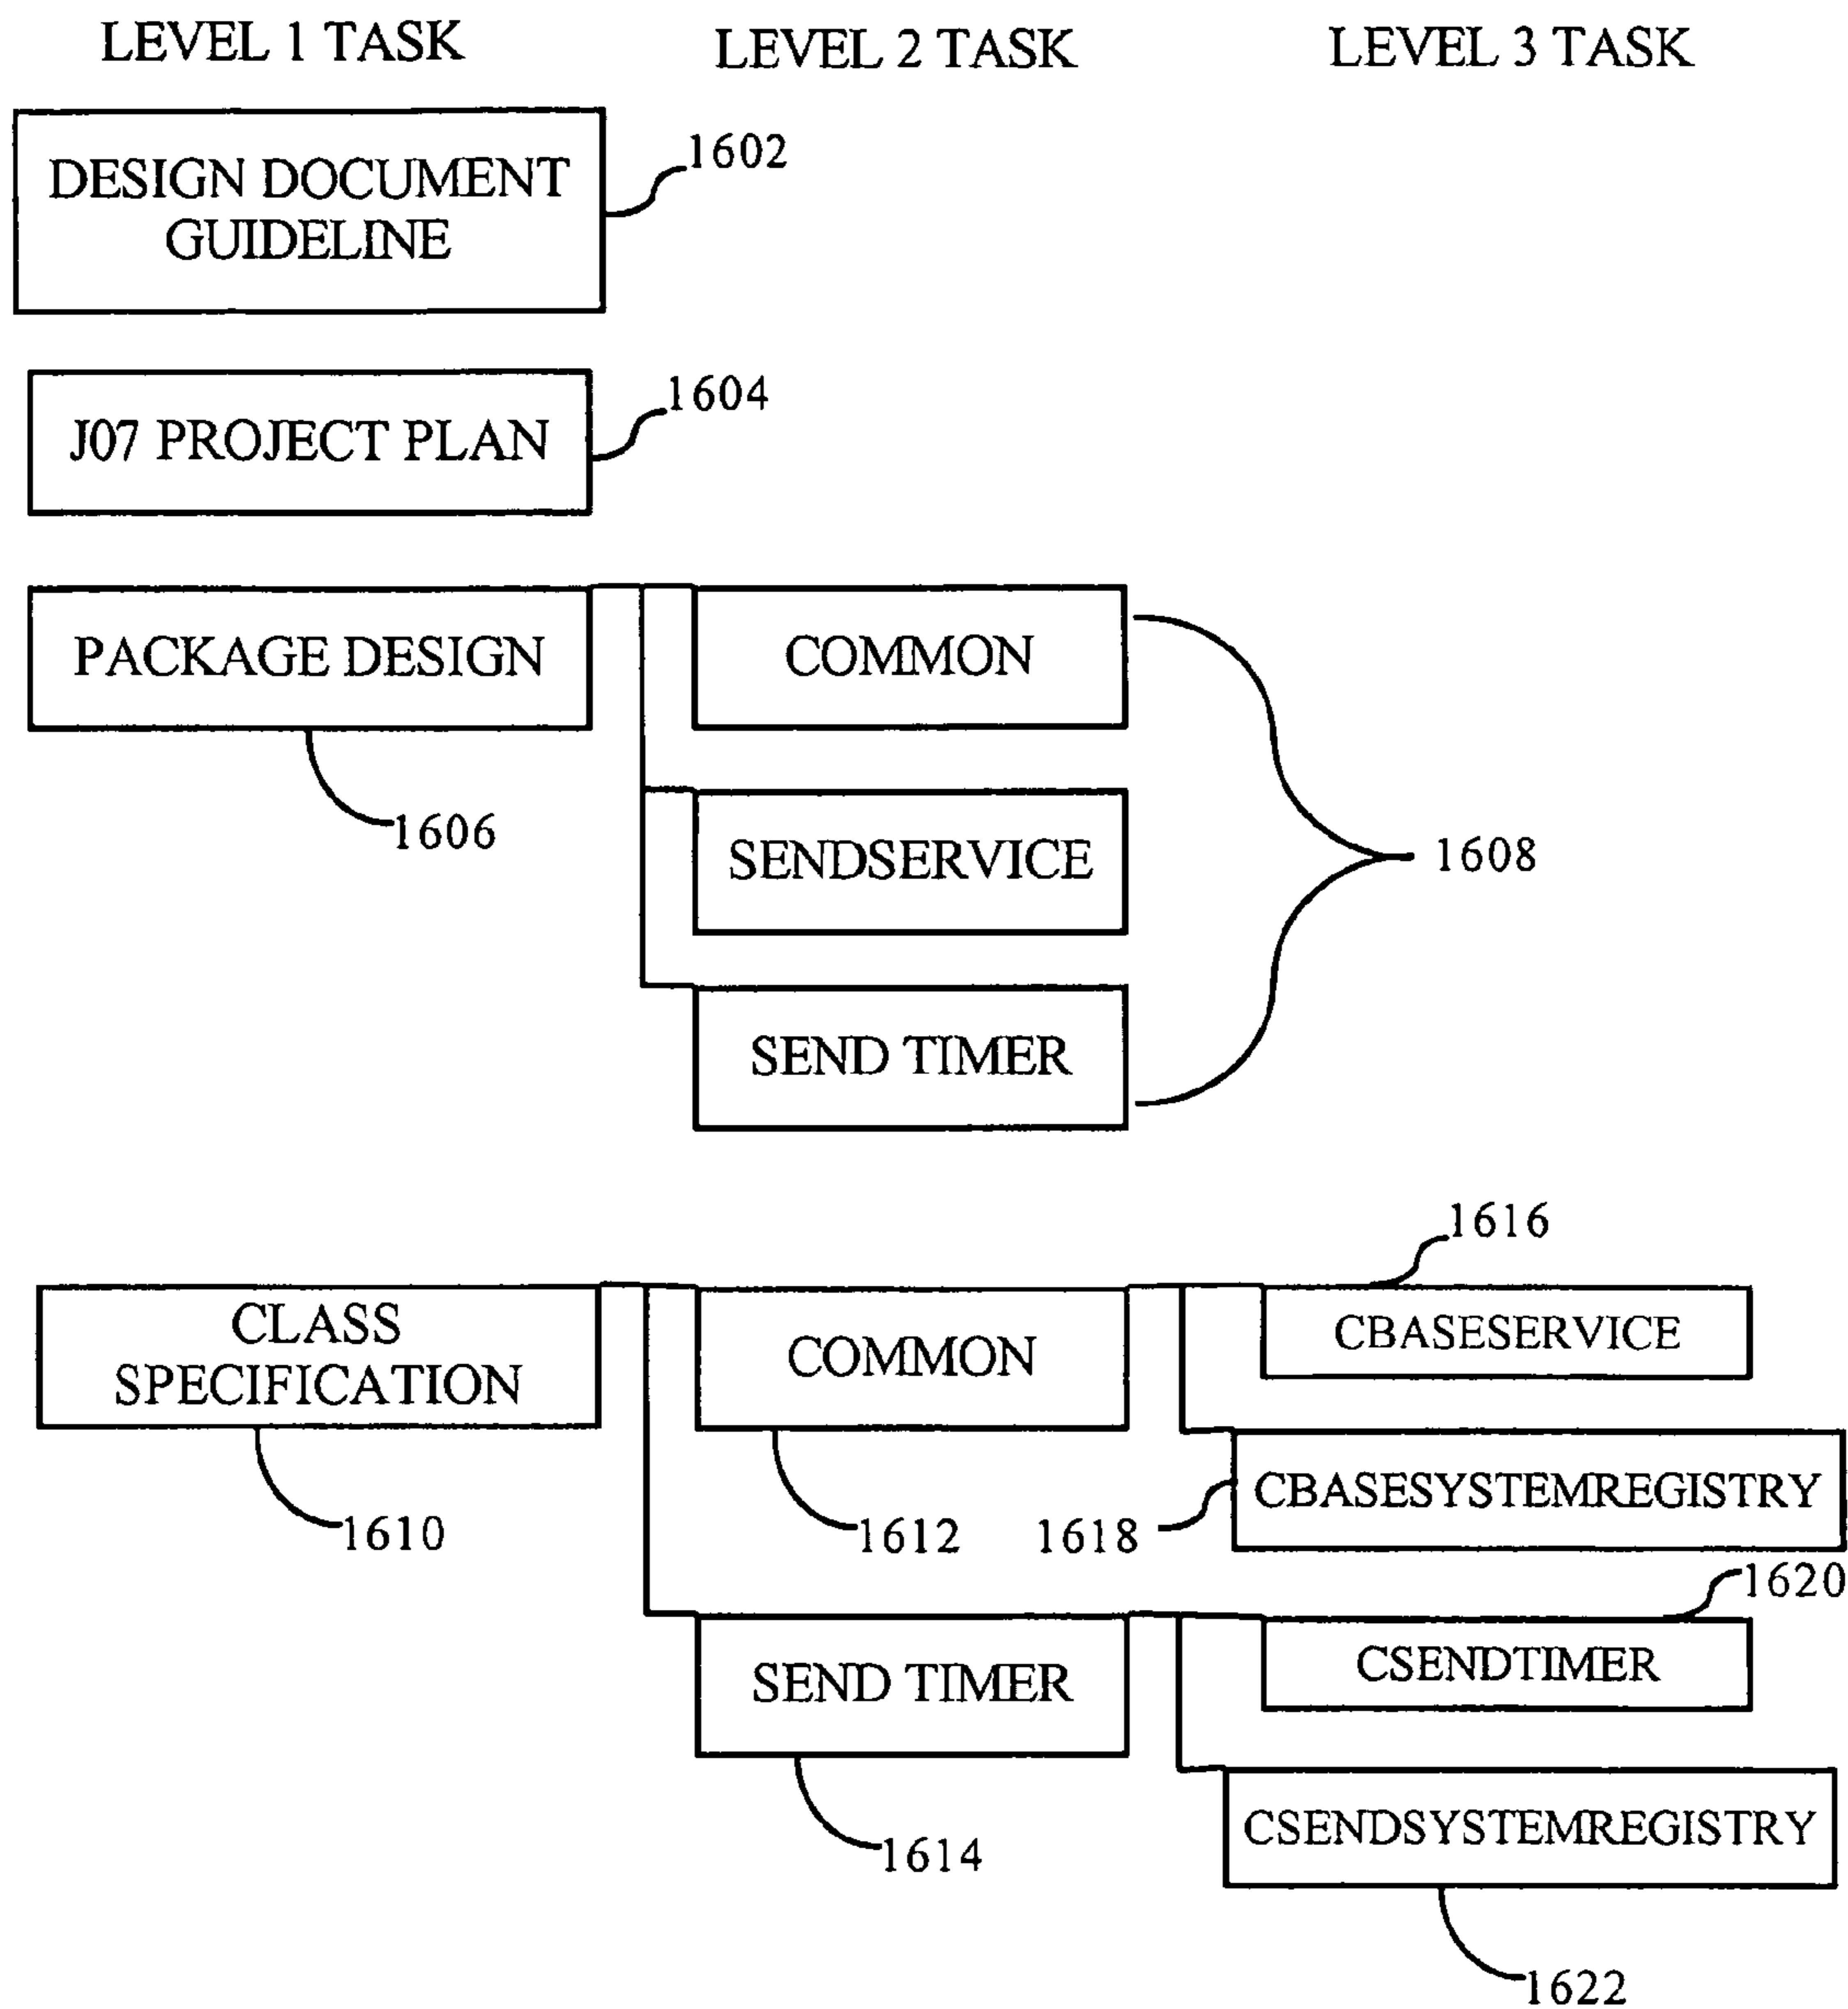 LEVEL 1 TASK
LEVEL 2 TASK
LEVEL 3 TASK
DESIGN DOCUMENT
GUIDELINE
1602
J07 PROJECT PLAN
1604
PACKAGE DESIGN
1606
COMMON
SENDSERVICE
SEND TIMER
1608
CLASS
SPECIFICATION
1610
COMMON
1612
CBASESERVICE
1616
CBASESYSTEMREGISTRY
1618
SEND TIMER
1614
CSENDTIMER
1620
CSENDSYSTEMREGISTRY
1622